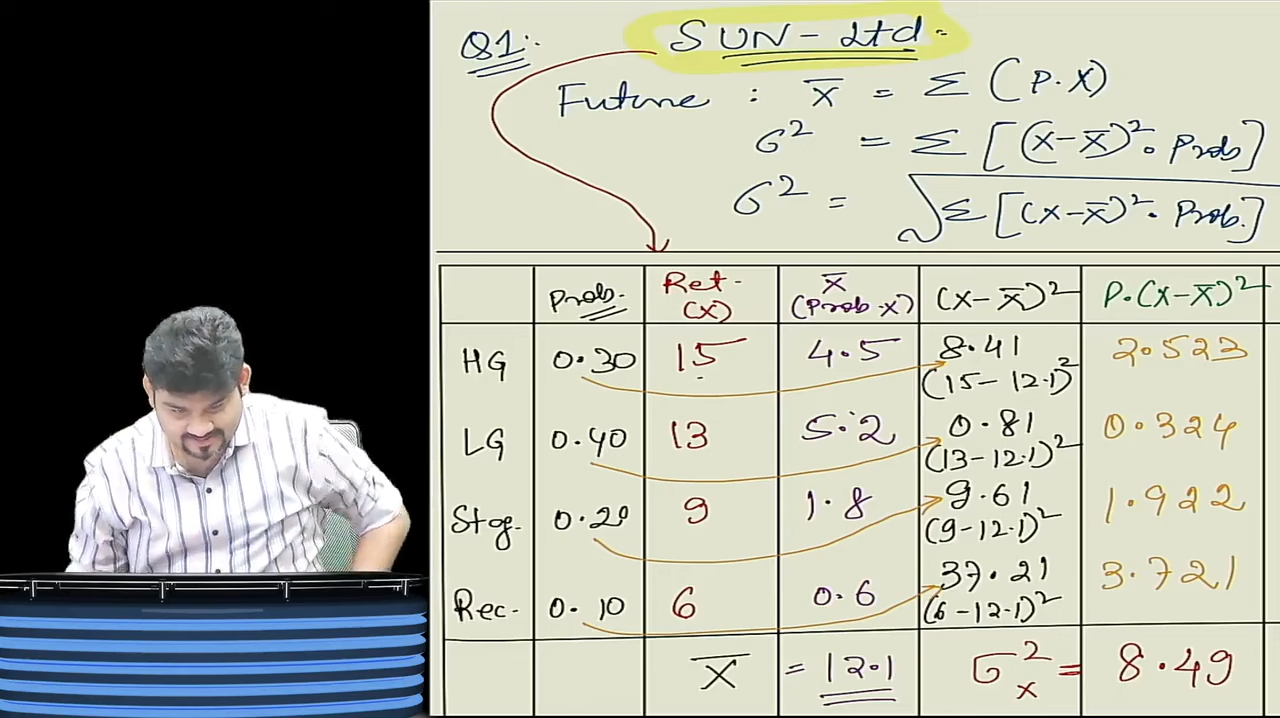 Q1:.
SUN-Ltd.
Future : x̄ = Σ (P.X)
σ² = Σ [(X-X̄)². Prob]
σ² = √Σ [(X-X̄)². Prob.]
Prob. Ret. (X) X̄ (Prob.X) (X-X̄)² P.(X-X̄)²
HG 0.30 15 4.5 8.41 2.523
(15-12.1)²
LG 0.40 13 5.2 0.81 0.324
(13-12.1)²
Stag. 0.20 9 1.8 9.61 1.922
(9-12.1)²
Rec. 0.10 6 0.6 37.21 3.721
(6-12.1)²
X̄ = 12.1 σ²x = 8.49